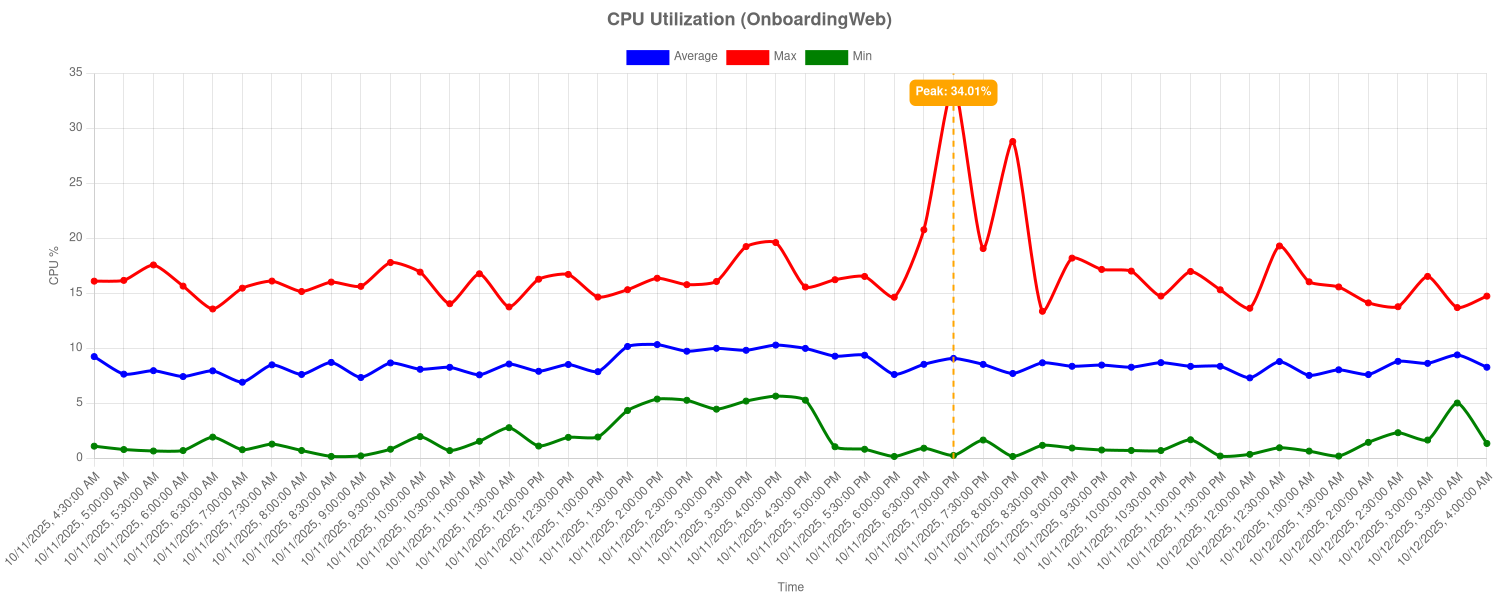 CPU Utilization (OnboardingWeb)
Average Max Min
35
Peak: 34.01%
30
25
20
CPU %
15
10
5
0
10/11/2025, 4:30:00 AM
10/11/2025, 5:00:00 AM
10/11/2025, 5:30:00 AM
10/11/2025, 6:00:00 AM
10/11/2025, 6:30:00 AM
10/11/2025, 7:00:00 AM
10/11/2025, 7:30:00 AM
10/11/2025, 8:00:00 AM
10/11/2025, 8:30:00 AM
10/11/2025, 9:00:00 AM
10/11/2025, 9:30:00 AM
10/11/2025, 10:00:00 AM
10/11/2025, 10:30:00 AM
10/11/2025, 11:00:00 AM
10/11/2025, 11:30:00 AM
10/11/2025, 12:00:00 PM
10/11/2025, 12:30:00 PM
10/11/2025, 1:00:00 PM
10/11/2025, 1:30:00 PM
10/11/2025, 2:00:00 PM
10/11/2025, 2:30:00 PM
10/11/2025, 3:00:00 PM
10/11/2025, 3:30:00 PM
10/11/2025, 4:00:00 PM
10/11/2025, 4:30:00 PM
10/11/2025, 5:00:00 PM
10/11/2025, 5:30:00 PM
10/11/2025, 6:00:00 PM
10/11/2025, 6:30:00 PM
10/11/2025, 7:00:00 PM
10/11/2025, 7:30:00 PM
10/11/2025, 8:00:00 PM
10/11/2025, 8:30:00 PM
10/11/2025, 9:00:00 PM
10/11/2025, 9:30:00 PM
10/11/2025, 10:00:00 PM
10/11/2025, 10:30:00 PM
10/11/2025, 11:00:00 PM
10/11/2025, 11:30:00 PM
10/12/2025, 12:00:00 AM
10/12/2025, 12:30:00 AM
10/12/2025, 1:00:00 AM
10/12/2025, 1:30:00 AM
10/12/2025, 2:00:00 AM
10/12/2025, 2:30:00 AM
10/12/2025, 3:00:00 AM
10/12/2025, 3:30:00 AM
10/12/2025, 4:00:00 AM
Time